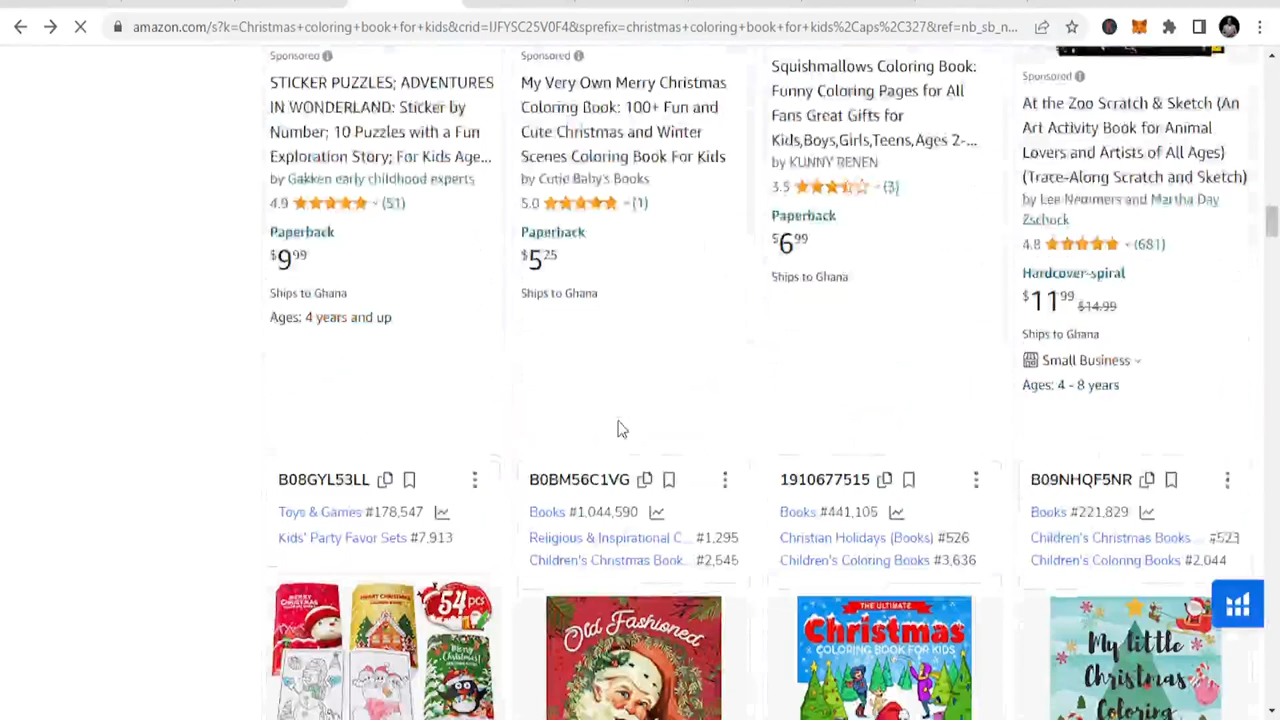 amazon.com/s?k=Christmas+coloring+book+for+kids&crid=IJFYSC25V0F4&sprefix=christmas+coloring+book+for+kids%2Caps%2C327&ref=nb_sb_n...
Sponsored
STICKER PUZZLES; ADVENTURES
IN WONDERLAND: Sticker by
Number; 10 Puzzles with a Fun
Exploration Story; For Kids Age...
by Gakken early childhood experts
4.9 (51)
Paperback
$9.99
Ships to Ghana
Ages: 4 years and up
Sponsored
My Very Own Merry Christmas
Coloring Book: 100+ Fun and
Cute Christmas and Winter
Scenes Coloring Book For Kids
by Cutie Baby's Books
5.0 (1)
Paperback
$5.25
Ships to Ghana
Squishmallows Coloring Book:
Funny Coloring Pages for All
Fans Great Gifts for
Kids,Boys,Girls,Teens,Ages 2-...
by KUNNY RENEN
3.5 (3)
Paperback
$6.99
Ships to Ghana
Sponsored
At the Zoo Scratch & Sketch (An
Art Activity Book for Animal
Lovers and Artists of All Ages)
(Trace-Along Scratch and Sketch)
by Lee Nemmers and Martha Day
Zschock
4.8 (681)
Hardcover-spiral
$11.99 $14.99
Ships to Ghana
Small Business
Ages: 4 - 8 years
B08GYL53LL
Toys & Games #178,547
Kids' Party Favor Sets #7,913
B0BM56C1VG
Books #1,044,590
Religious & Inspirational C... #1,295
Children's Christmas Book... #2,545
1910677515
Books #441,105
Christian Holidays (Books) #526
Children's Coloring Books #3,636
B09NHQF5NR
Books #221,829
Children's Christmas Books ... #523
Children's Coloring Books #2,044
MERRY CHRISTMAS
MERRY CHRISTMAS
54 PCS
Merry Christmas
Old Fashioned
THE ULTIMATE
Christmas
COLORING BOOK FOR KIDS
My little
Christmas
Coloring